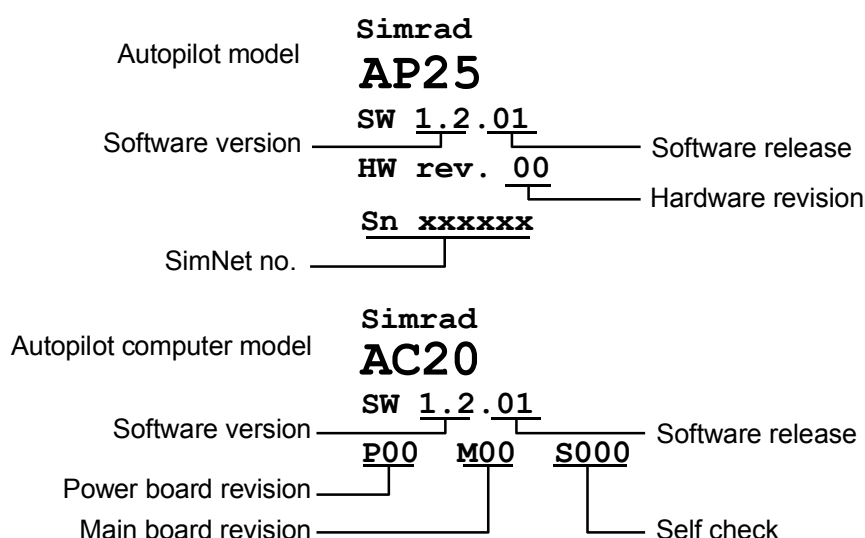 Simrad
Autopilot model AP25
SW 1.2.01
Software version Software release
HW rev. 00
Hardware revision
Sn xxxxxx
SimNet no.
Simrad
Autopilot computer model AC20
SW 1.2.01
Software version Software release
P00 M00 S000
Power board revision
Main board revision Self check